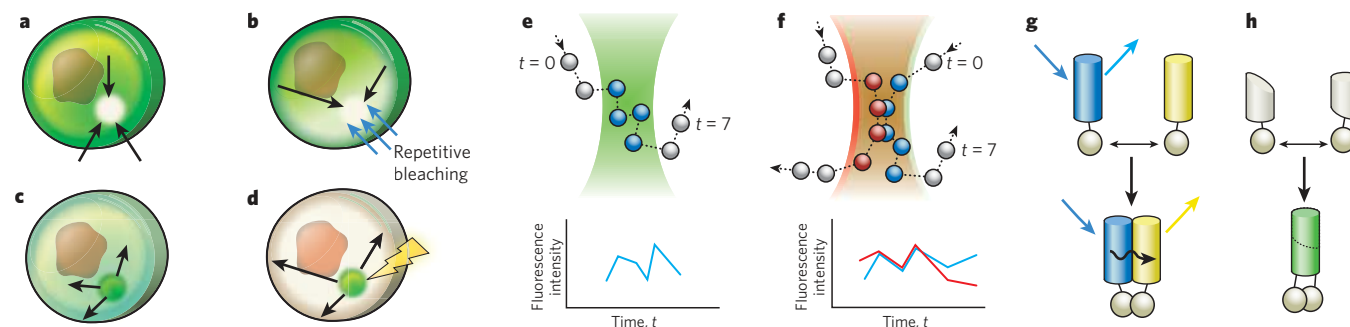 a
b
Repetitive
bleaching
c
d
e
t = 0
t = 7
Fluorescence
intensity
Time, t
f
t = 0
t = 7
Fluorescence
intensity
Time, t
g
h